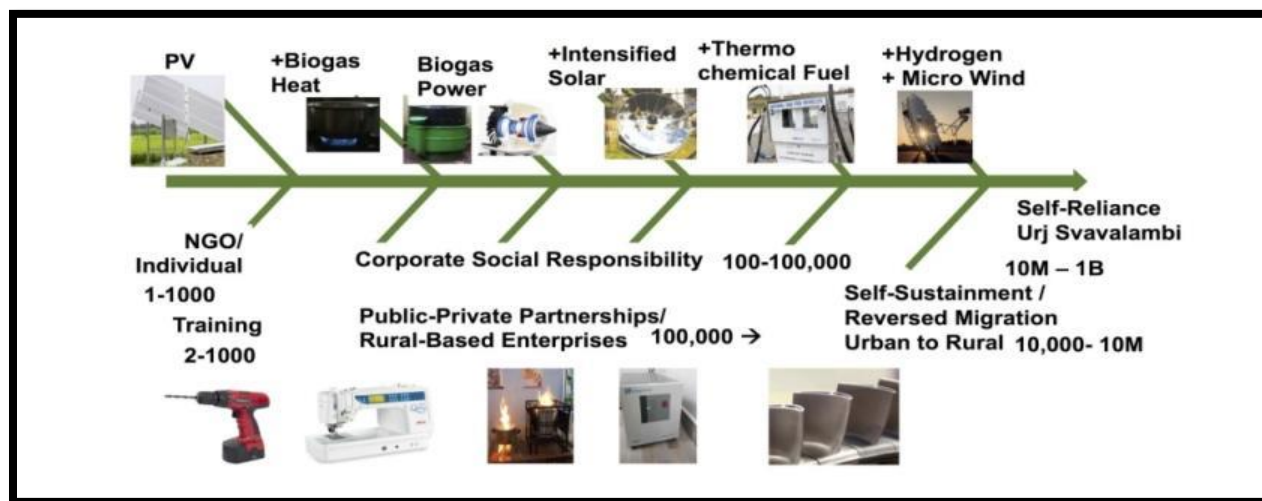 PV
+Biogas
Heat
Biogas
Power
+Intensified
Solar
+Thermo
chemical Fuel
+Hydrogen
+ Micro Wind
NGO/
Individual
1-1000
Training
2-1000
Corporate Social Responsibility
100-100,000
Public-Private Partnerships/
Rural-Based Enterprises 100,000 →
Self-Reliance
Urj Svavalambi
10M – 1B
Self-Sustainment /
Reversed Migration
Urban to Rural 10,000- 10M